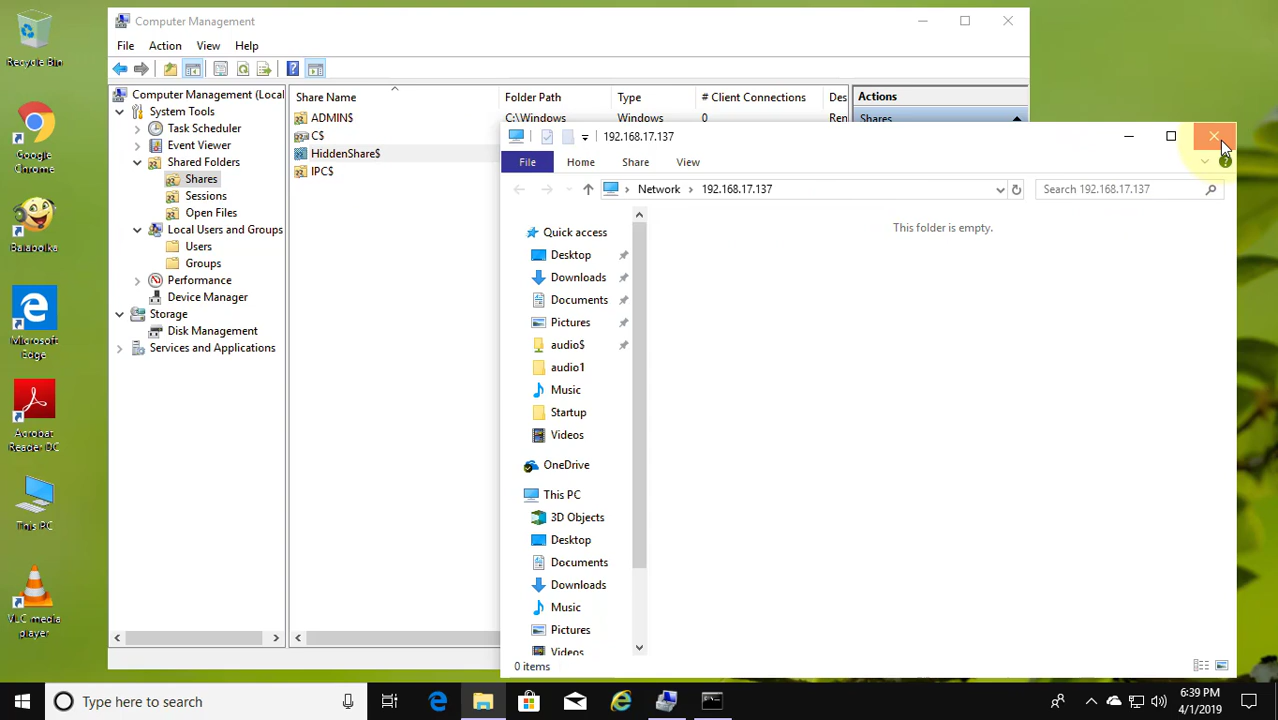 Recycle Bin
Google
Chrome
Balabolka
Microsoft
Edge
Acrobat
Reader DC
This PC
VLC media
player
Computer Management
File Action View Help
Computer Management (Local
System Tools
Task Scheduler
Event Viewer
Shared Folders
Shares
Sessions
Open Files
Local Users and Groups
Users
Groups
Performance
Device Manager
Storage
Disk Management
Services and Applications
Share Name Folder Path Type # Client Connections Des
ADMIN$ C:\Windows Windows 0 Ren
C$
HiddenShare$
IPC$
Actions
Shares
192.168.17.137
File Home Share View
Network 192.168.17.137
Search 192.168.17.137
This folder is empty.
Quick access
Desktop
Downloads
Documents
Pictures
audio$
audio1
Music
Startup
Videos
OneDrive
This PC
3D Objects
Desktop
Documents
Downloads
Music
Pictures
Videos
0 items
Type here to search
6:39 PM
4/1/2019